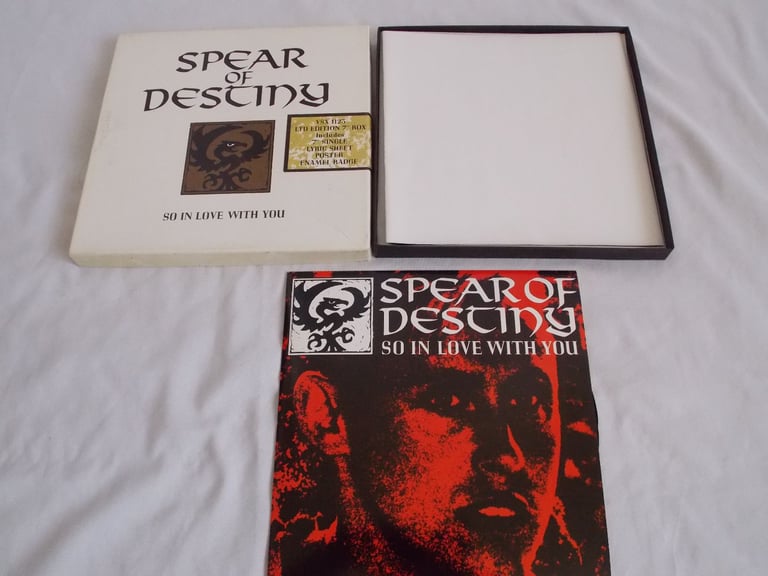 SPEAR
OF
DESTINY
VSX 1123
LTD EDITION 7" BOX
Includes
7" SINGLE
LYRIC SHEET
POSTER
ENAMEL BADGE
SO IN LOVE WITH YOU
SPEAR OF
DESTINY
SO IN LOVE WITH YOU